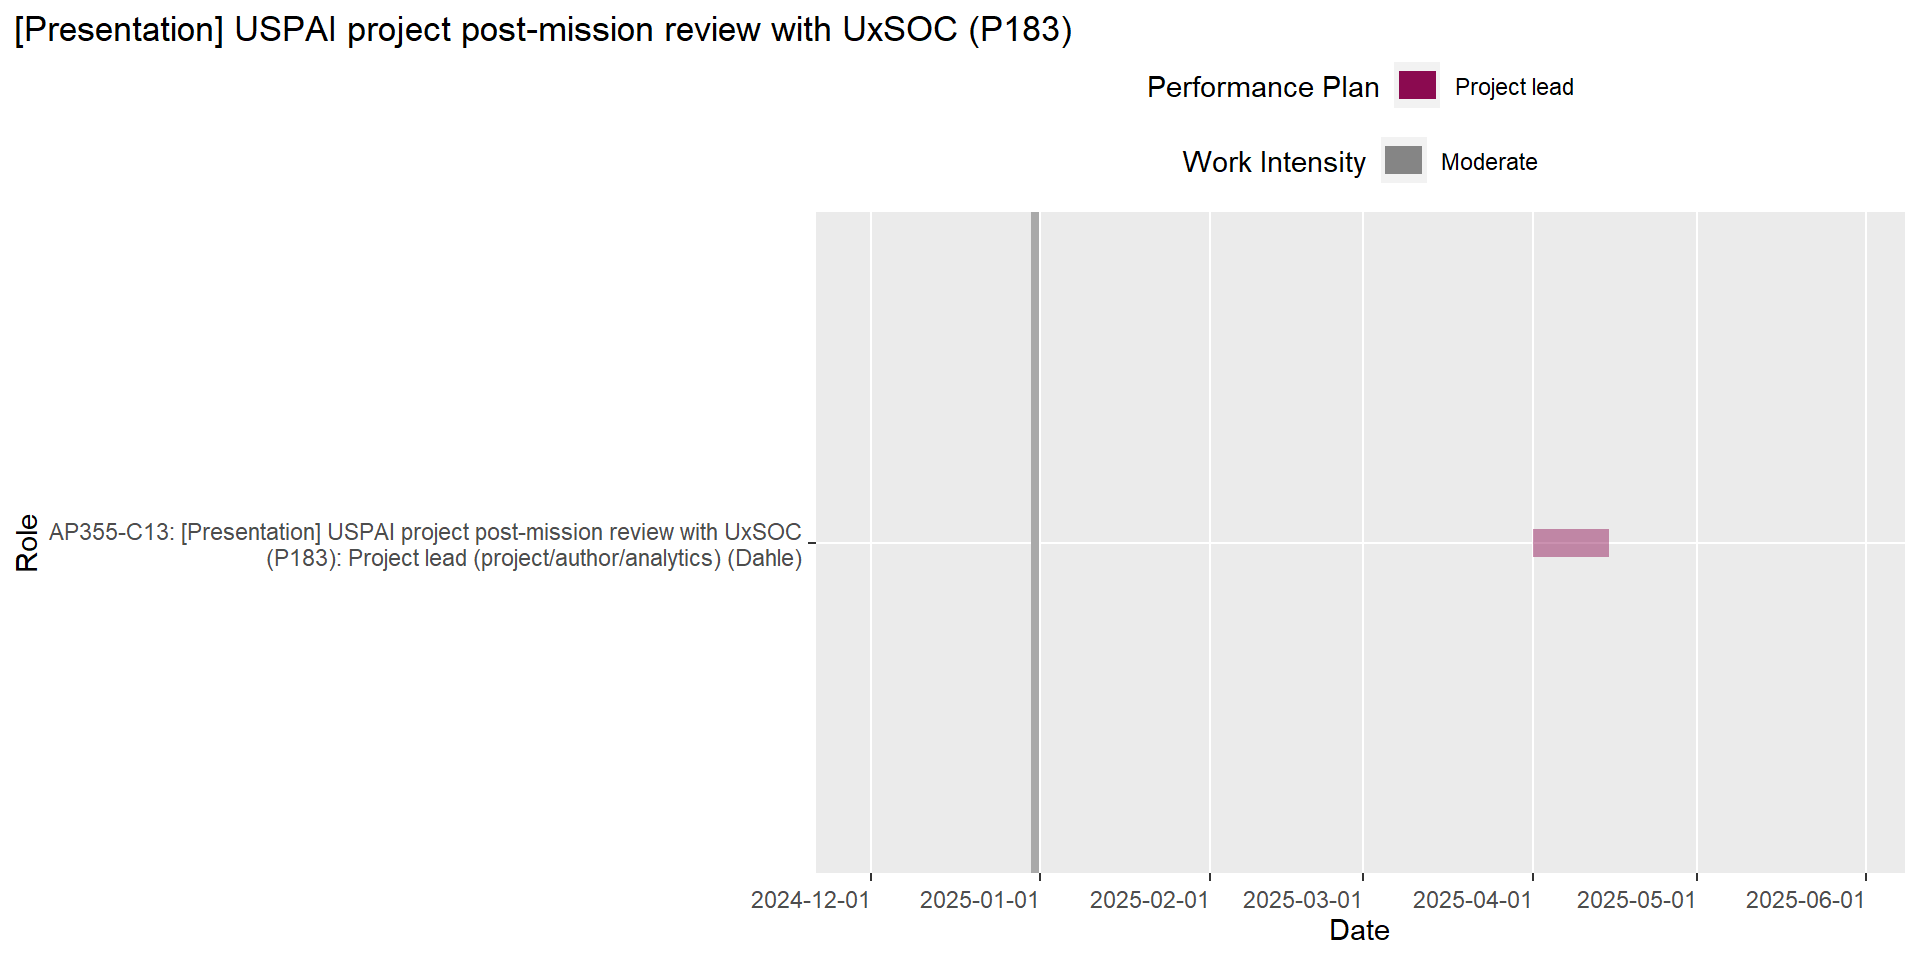 [Presentation] USPAI project post-mission review with UxSOC (P183)
Performance Plan
Project lead
Work Intensity
Moderate
Role
AP355-C13: [Presentation] USPAI project post-mission review with UxSOC
(P183): Project lead (project/author/analytics) (Dahle)
2024-12-01
2025-01-01
2025-02-01
2025-03-01
2025-04-01
2025-05-01
2025-06-01
Date